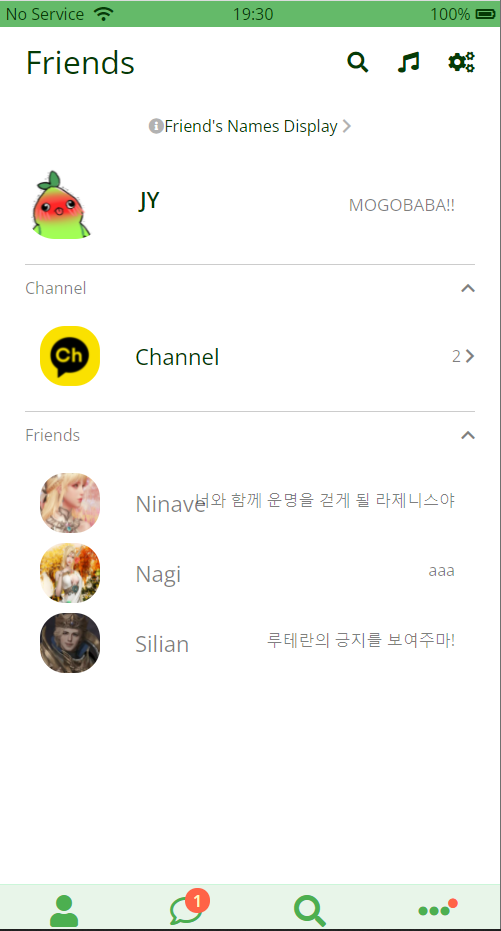 No Service 19:30 100%
Friends
Friend's Names Display
JY MOGOBABA!!
Channel
Ch Channel 2
Friends
Ninave 너와 함께 운명을 걷게 될 라제니스야
Nagi aaa
Silian 루테란의 긍지를 보여주마!
1